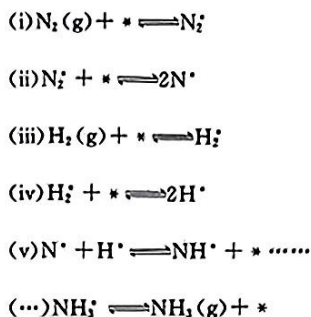 (i)N₂(g)+ * ⇌N₂*
(ii)N₂* + * ⇌2N*
(iii)H₂(g)+ * ⇌H₂*
(iv)H₂* + * ⇌2H*
(v)N* +H* ⇌NH* + * ⋯⋯
(⋯)NH₃* ⇌NH₃(g)+ *